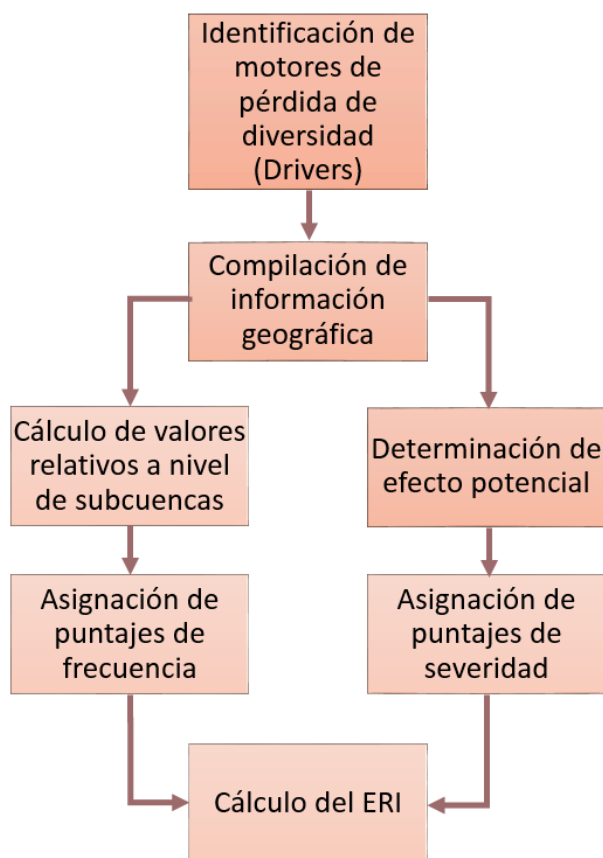 Identificación de
motores de
pérdida de
diversidad
(Drivers)
Compilación de
información
geográfica
Cálculo de valores
relativos a nivel
de subcuencas
Determinación de
efecto potencial
Asignación de
puntajes de
frecuencia
Asignación de
puntajes de
severidad
Cálculo del ERI